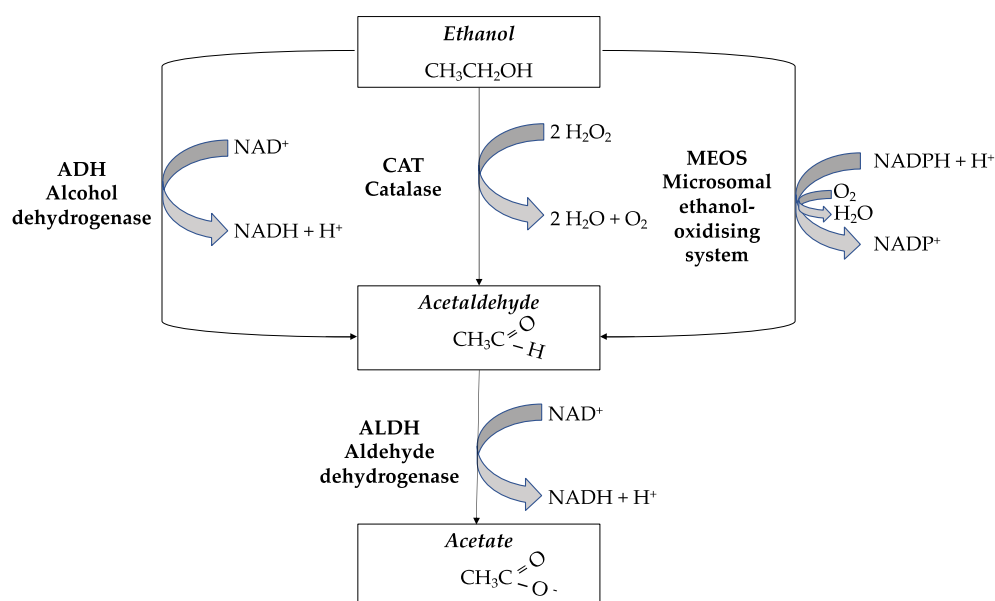 Ethanol
CH₃CH₂OH
ADH
Alcohol
dehydrogenase
NAD⁺
NADH + H⁺
CAT
Catalase
2 H₂O₂
2 H₂O + O₂
MEOS
Microsomal
ethanol-
oxidising
system
NADPH + H⁺
O₂
H₂O
NADP⁺
Acetaldehyde
CH₃C
O
H
ALDH
Aldehyde
dehydrogenase
NAD⁺
NADH + H⁺
Acetate
CH₃C
O
O -